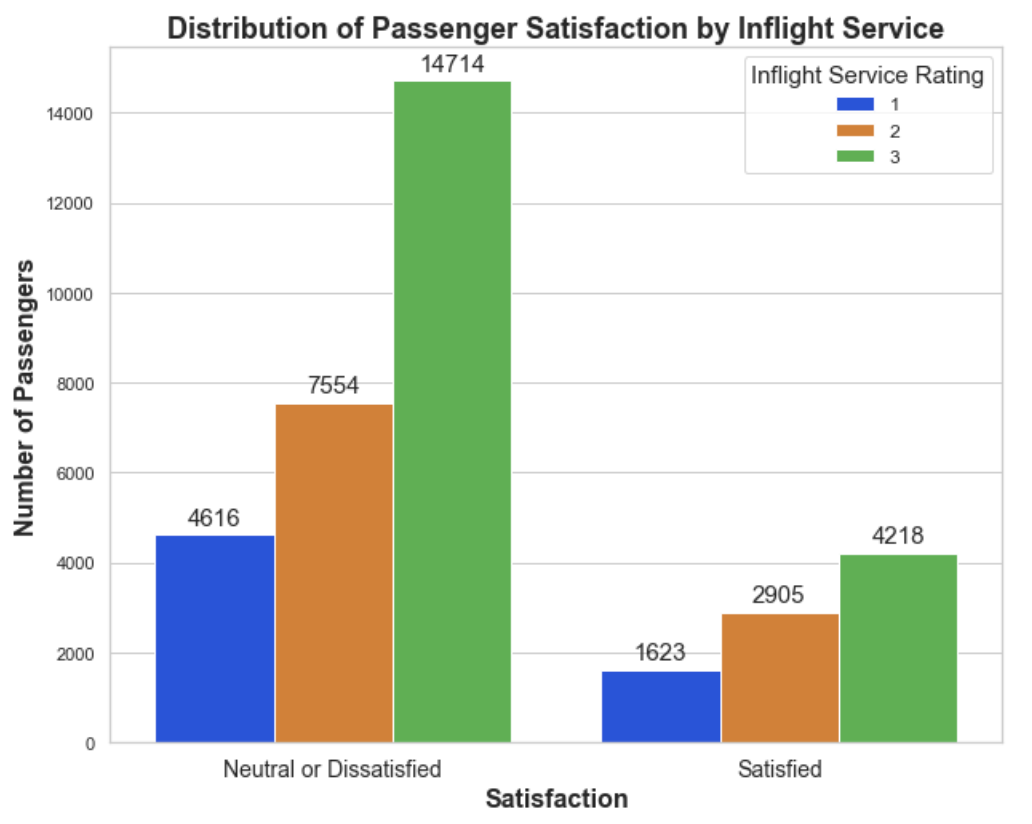 Distribution of Passenger Satisfaction by Inflight Service
Inflight Service Rating
1
2
3
Number of Passengers
14000
12000
10000
8000
6000
4000
2000
0
4616
7554
14714
1623
2905
4218
Neutral or Dissatisfied
Satisfied
Satisfaction